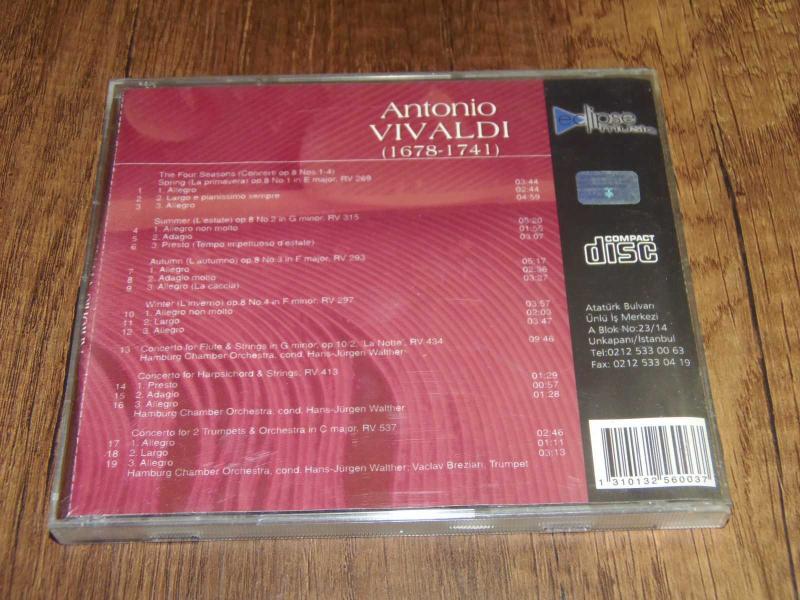 Antonio
VIVALDI
(1678-1741)
The Four Seasons (Concerti op.8 Nos.1-4)
Spring (La primavera) op.8 No.1 in E major, RV 269
1 1. Allegro 03:44
2 2. Largo e pianissimo sempre 02:44
3 3. Allegro 04:59
Summer (L'estate) op.8 No.2 in G minor, RV 315
4 1. Allegro non molto 05:20
5 2. Adagio 01:55
6 3. Presto (Tempo impettuoso d'estate) 03:07
Autumn (L'autumno) op.8 No.3 in F major, RV 293
7 1. Allegro 05:17
8 2. Adagio molto 02:36
9 3. Allegro (La caccia) 03:27
Winter (L'inverno) op.8 No.4 in F minor, RV 297
10 1. Allegro non molto 03:57
11 2. Largo 02:03
12 3. Allegro 03:47
13 Concerto for Flute & Strings in G minor, op.10/2, 'La Notte', RV 434 09:46
Hamburg Chamber Orchestra, cond. Hans-Jürgen Walther
Concerto for Harpsichord & Strings, RV 413
14 1. Presto 01:29
15 2. Adagio 00:57
16 3. Allegro 01:28
Hamburg Chamber Orchestra, cond. Hans-Jürgen Walther
Concerto for 2 Trumpets & Orchestra in C major, RV 537
17 1. Allegro 02:46
18 2. Largo 01:11
19 3. Allegro 03:13
Hamburg Chamber Orchestra, cond. Hans-Jürgen Walther; Vaclav Brezian, Trumpet
eclipse
music
COMPACT
disc
Atatürk Bulvarı
Ünlü İş Merkezi
A Blok No:23/14
Unkapanı/İstanbul
Tel:0212 533 00 63
Fax: 0212 533 04 19
1 310132 560037